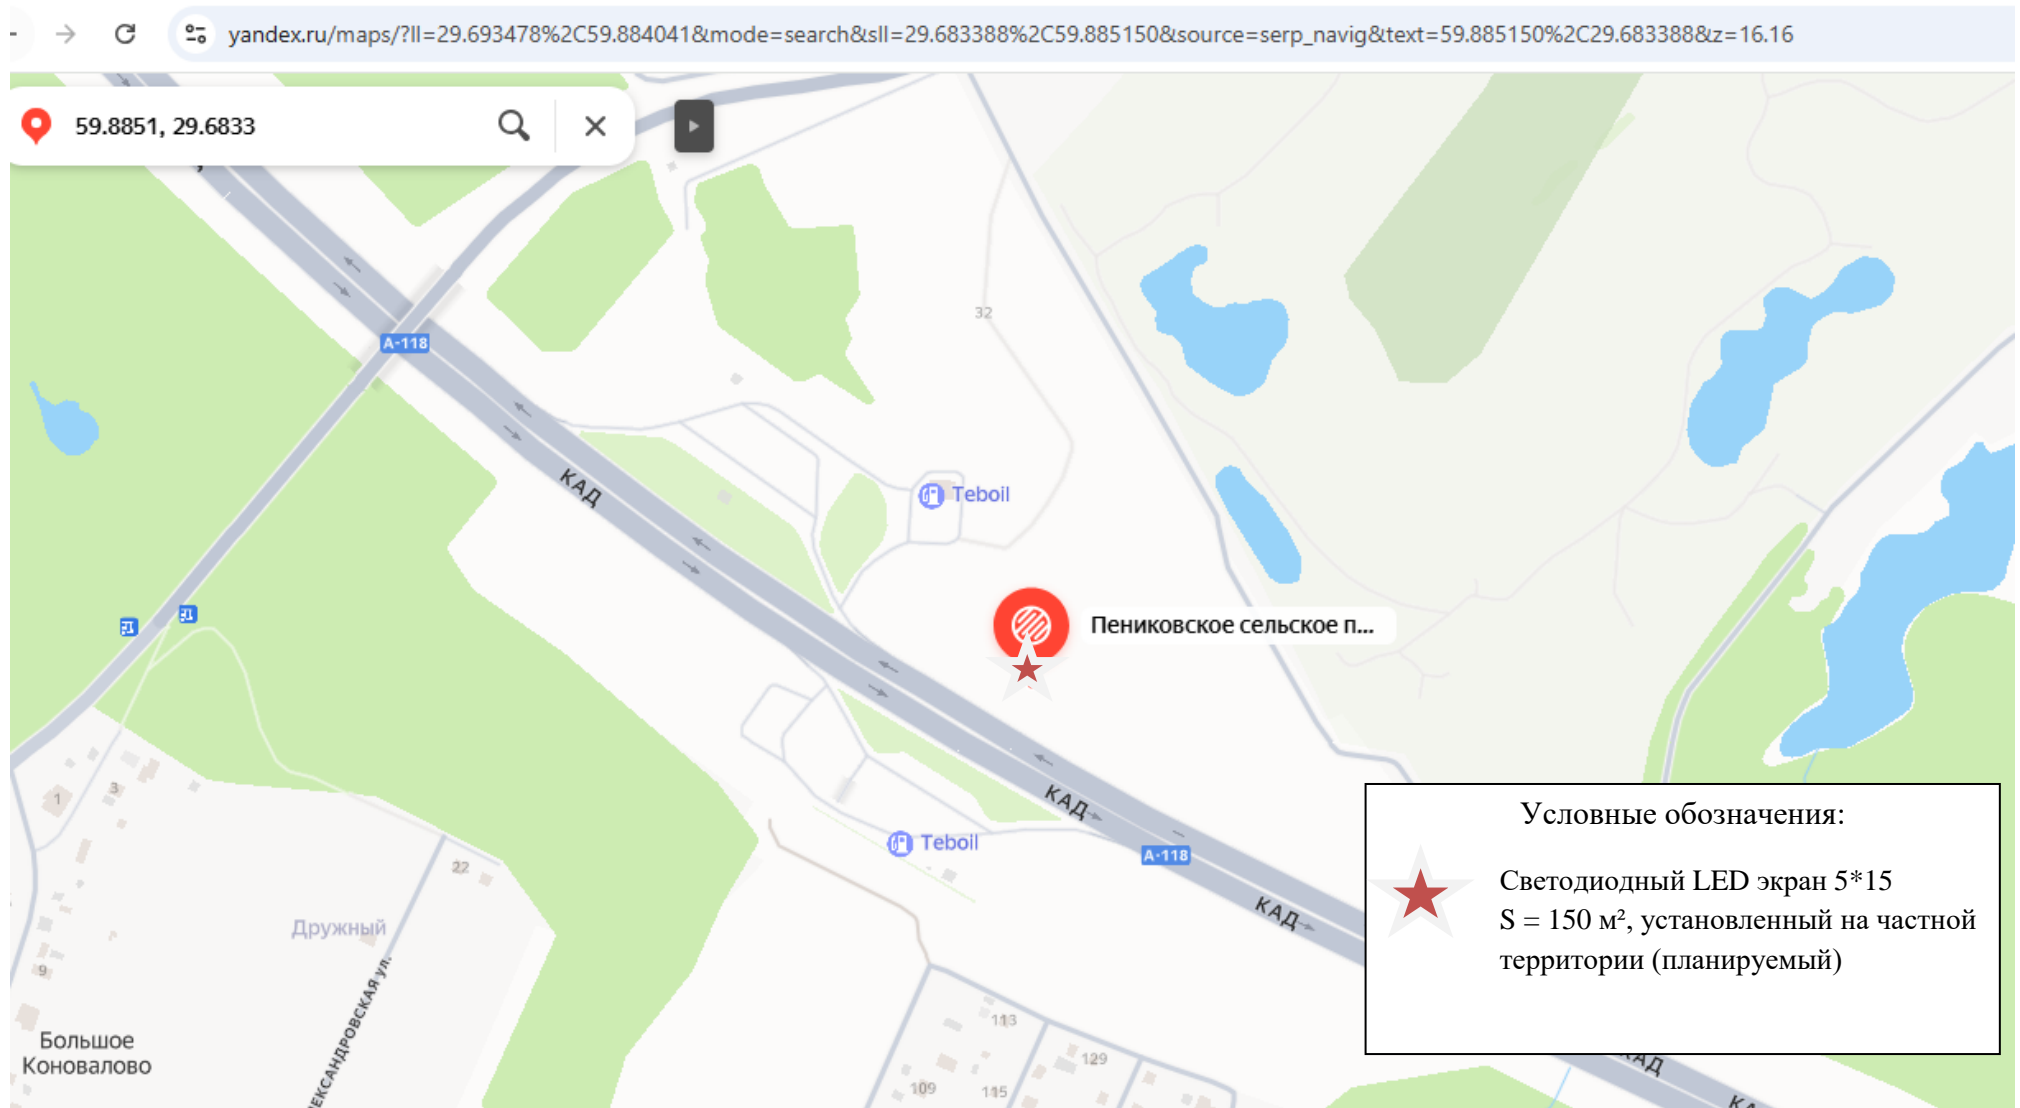 yandex.ru/maps/?ll=29.693478%2C59.884041&mode=search&sll=29.683388%2C59.885150&source=serp_navig&text=59.885150%2C29.683388&z=16.16
59.8851, 29.6833
32
А-118
КАД
Teboil
Пениковское сельское п...
КАД
Teboil
А-118
КАД
1
3
22
Дружный
9
Большое
Коновалово
113
129
109
115
Условные обозначения:
Светодиодный LED экран 5*15
S = 150 м², установленный на частной
территории (планируемый)